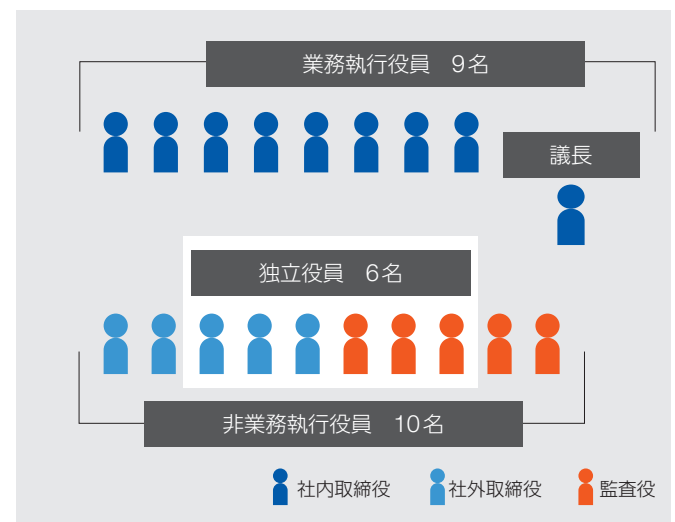 業務執行役員　9名
議長
独立役員　6名
非業務執行役員　10名
社内取締役　社外取締役　監査役